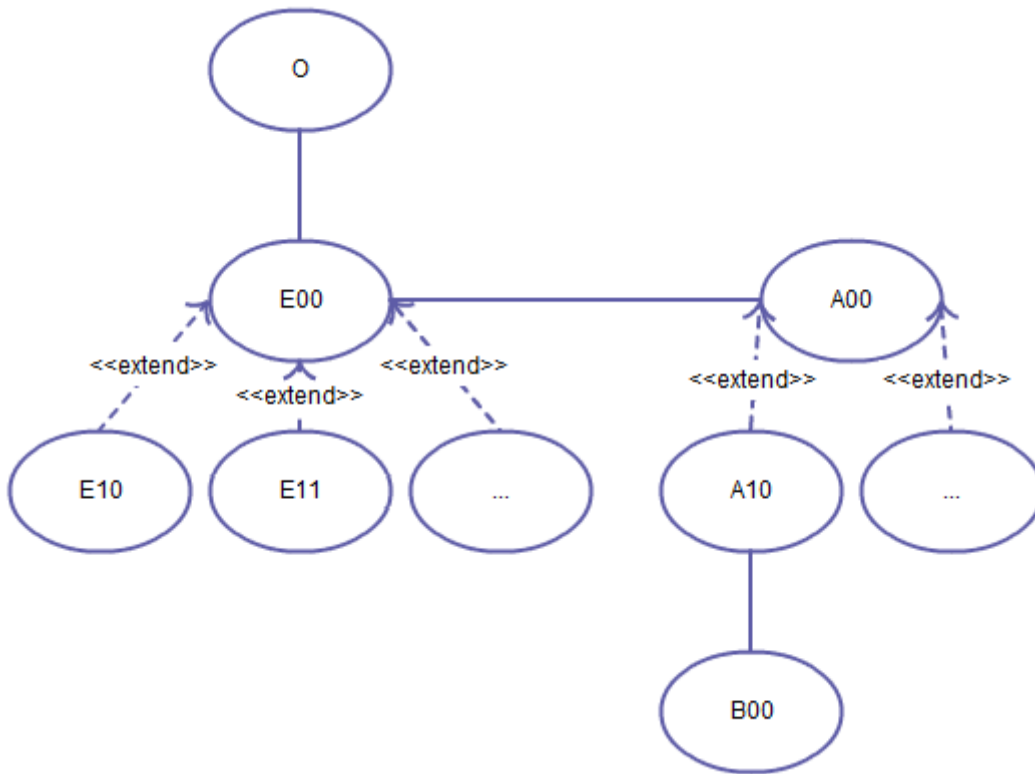 O
E00
A00
<<extend>>
<<extend>>
<<extend>>
<<extend>>
<<extend>>
E10
E11
...
A10
...
B00